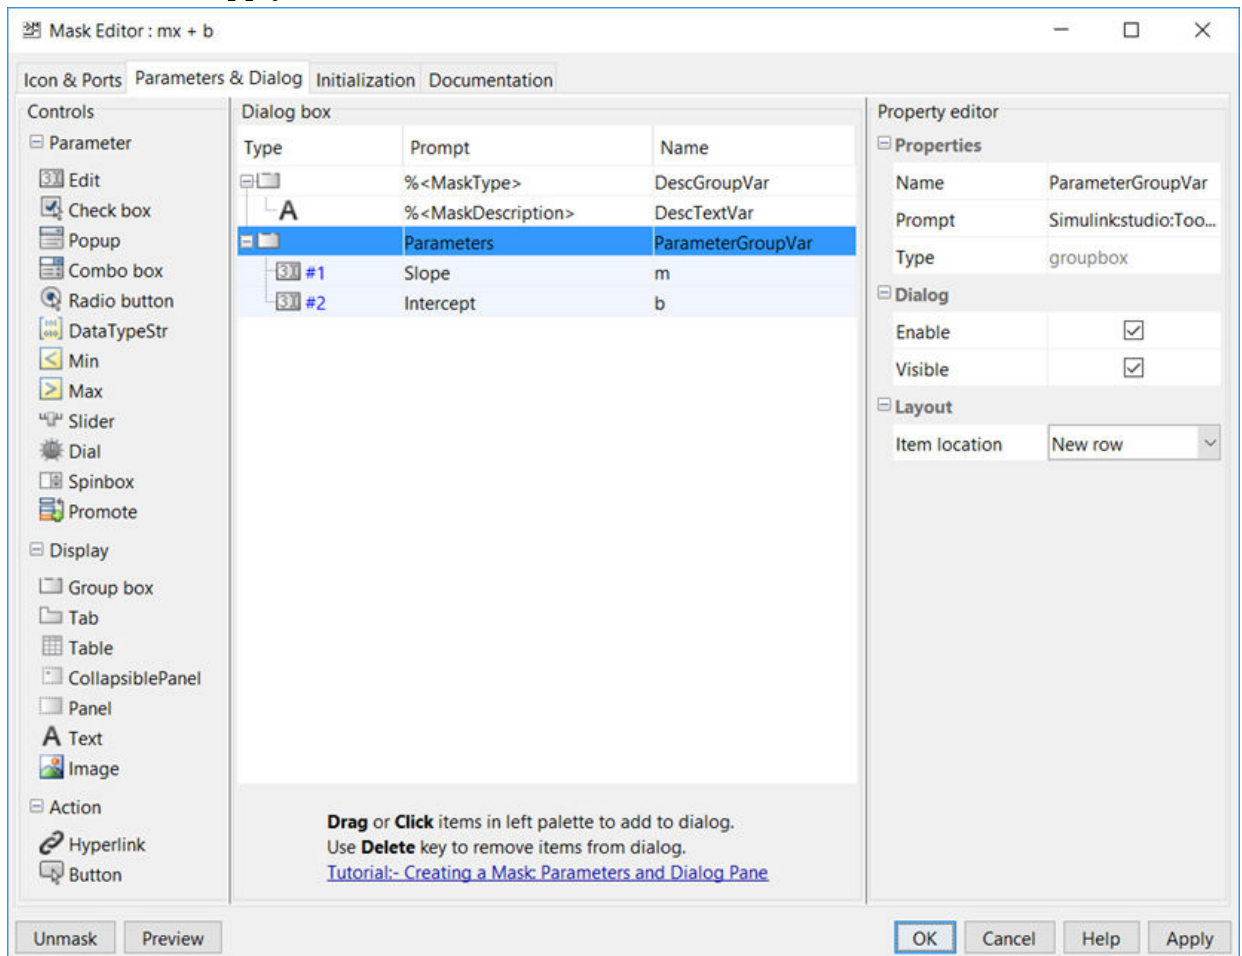 Mask Editor : mx + b
Icon & Ports Parameters & Dialog Initialization Documentation
Controls
Parameter
Edit
Check box
Popup
Combo box
Radio button
DataTypeStr
Min
Max
Slider
Dial
Spinbox
Promote
Display
Group box
Tab
Table
CollapsiblePanel
Panel
Text
Image
Action
Hyperlink
Button
Dialog box
Type Prompt Name
%<MaskType> DescGroupVar
A %<MaskDescription> DescTextVar
Parameters ParameterGroupVar
#1 Slope m
#2 Intercept b
Drag or Click items in left palette to add to dialog.
Use Delete key to remove items from dialog.
Tutorial:- Creating a Mask: Parameters and Dialog Pane
Property editor
Properties
Name ParameterGroupVar
Prompt Simulink:studio:Too...
Type groupbox
Dialog
Enable
Visible
Layout
Item location New row
Unmask Preview OK Cancel Help Apply